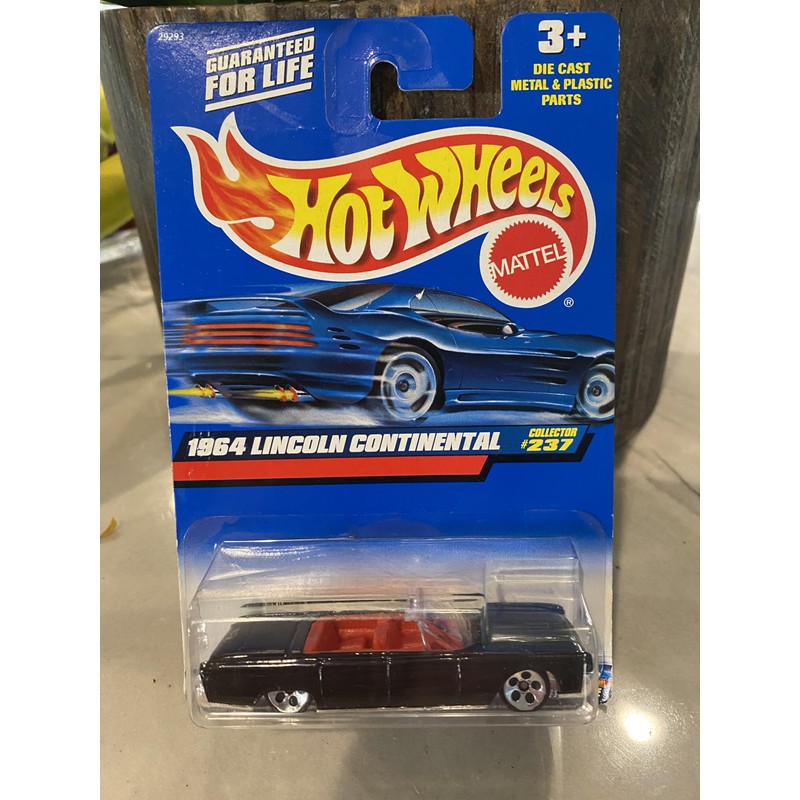 29293
GUARANTEED
FOR LIFE
3+
DIE CAST
METAL & PLASTIC
PARTS
HOT WHEELS
MATTEL
®
1964 LINCOLN CONTINENTAL
COLLECTOR
#237